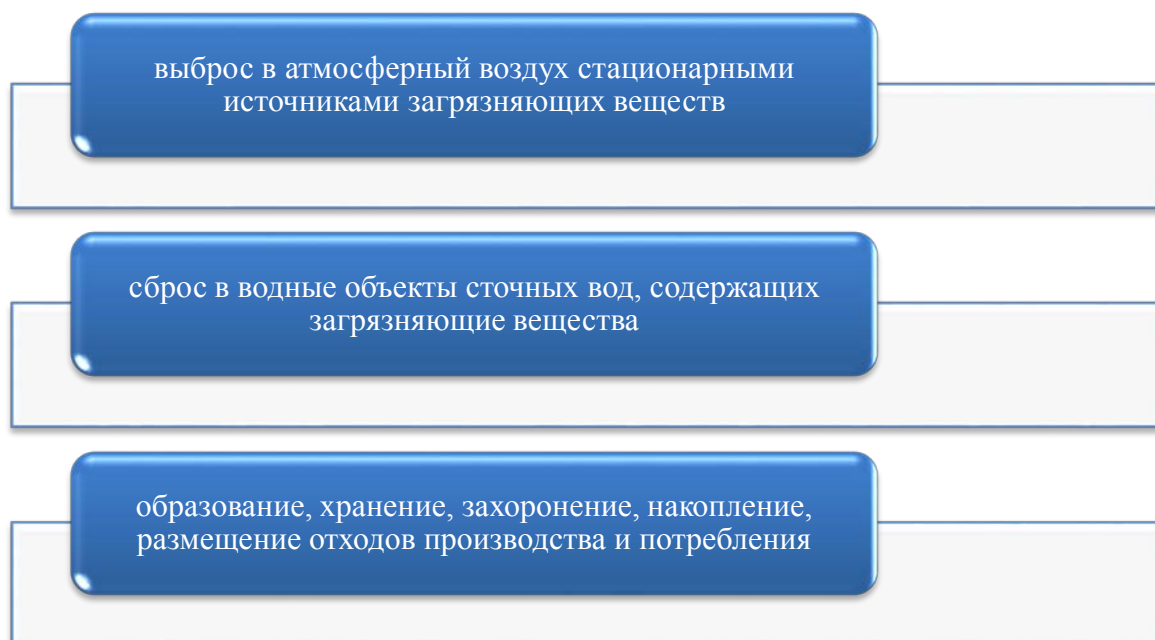 выброс в атмосферный воздух стационарными
источниками загрязняющих веществ
сброс в водные объекты сточных вод, содержащих
загрязняющие вещества
образование, хранение, захоронение, накопление,
размещение отходов производства и потребления